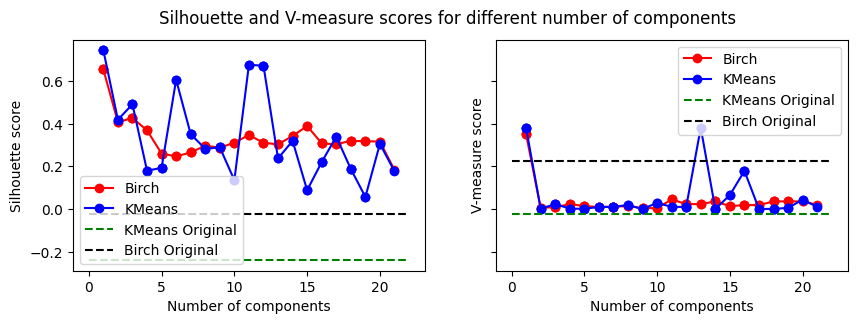 Silhouette and V-measure scores for different number of components
Silhouette score
0.6
0.4
0.2
0.0
−0.2
Birch
KMeans
KMeans Original
Birch Original
0
5
10
15
20
Number of components
V-measure score
Birch
KMeans
KMeans Original
Birch Original
0
5
10
15
20
Number of components